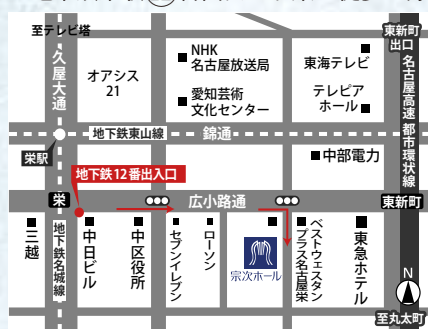 至テレビ塔
久屋大通
オアシス
21
NHK
名古屋放送局
愛知芸術
文化センター
東海テレビ
テレピア
ホール
東新町
出口
名古屋高速 都市環状線
地下鉄東山線
錦通
栄駅
中部電力
地下鉄12番出入口
栄
広小路通
東新町
三越
地下鉄名城線
中日ビル
中区役所
セブンイレブン
ローソン
宗次ホール
ベストウェスタン
プラス名古屋栄
東急ホテル
N
至丸太町